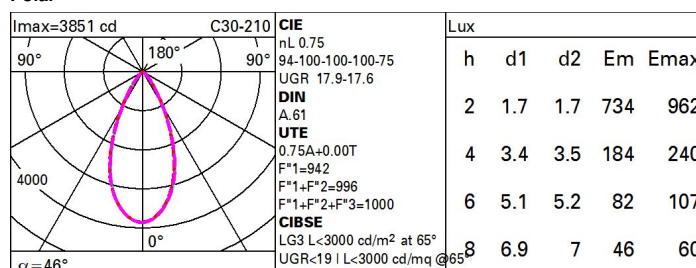 Imax=3851 cd C30-210
90° 180° 90°
4000
0°
α=46°
CIE
nL 0.75
94-100-100-100-75
UGR 17.9-17.6
DIN
A.61
UTE
0.75A+0.00T
F"1=942
F"1+F"2=996
F"1+F"2+F"3=1000
CIBSE
LG3 L<3000 cd/m² at 65°
UGR<19 | L<3000 cd/mq @65°
Lux
h d1 d2 Em Emax
2 1.7 1.7 734 962
4 3.4 3.5 184 240
6 5.1 5.2 82 107
8 6.9 7 46 60